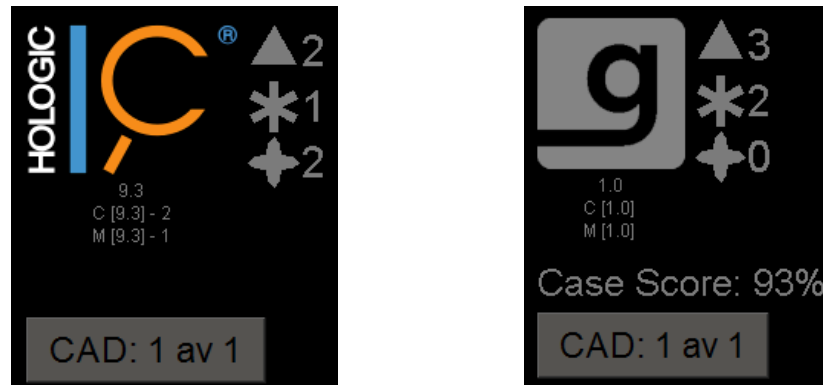 HOLOGIC
®
2
1
2
9.3
C [9.3] - 2
M [9.3] - 1
CAD: 1 av 1
g
3
2
0
1.0
C [1.0]
M [1.0]
Case Score: 93%
CAD: 1 av 1